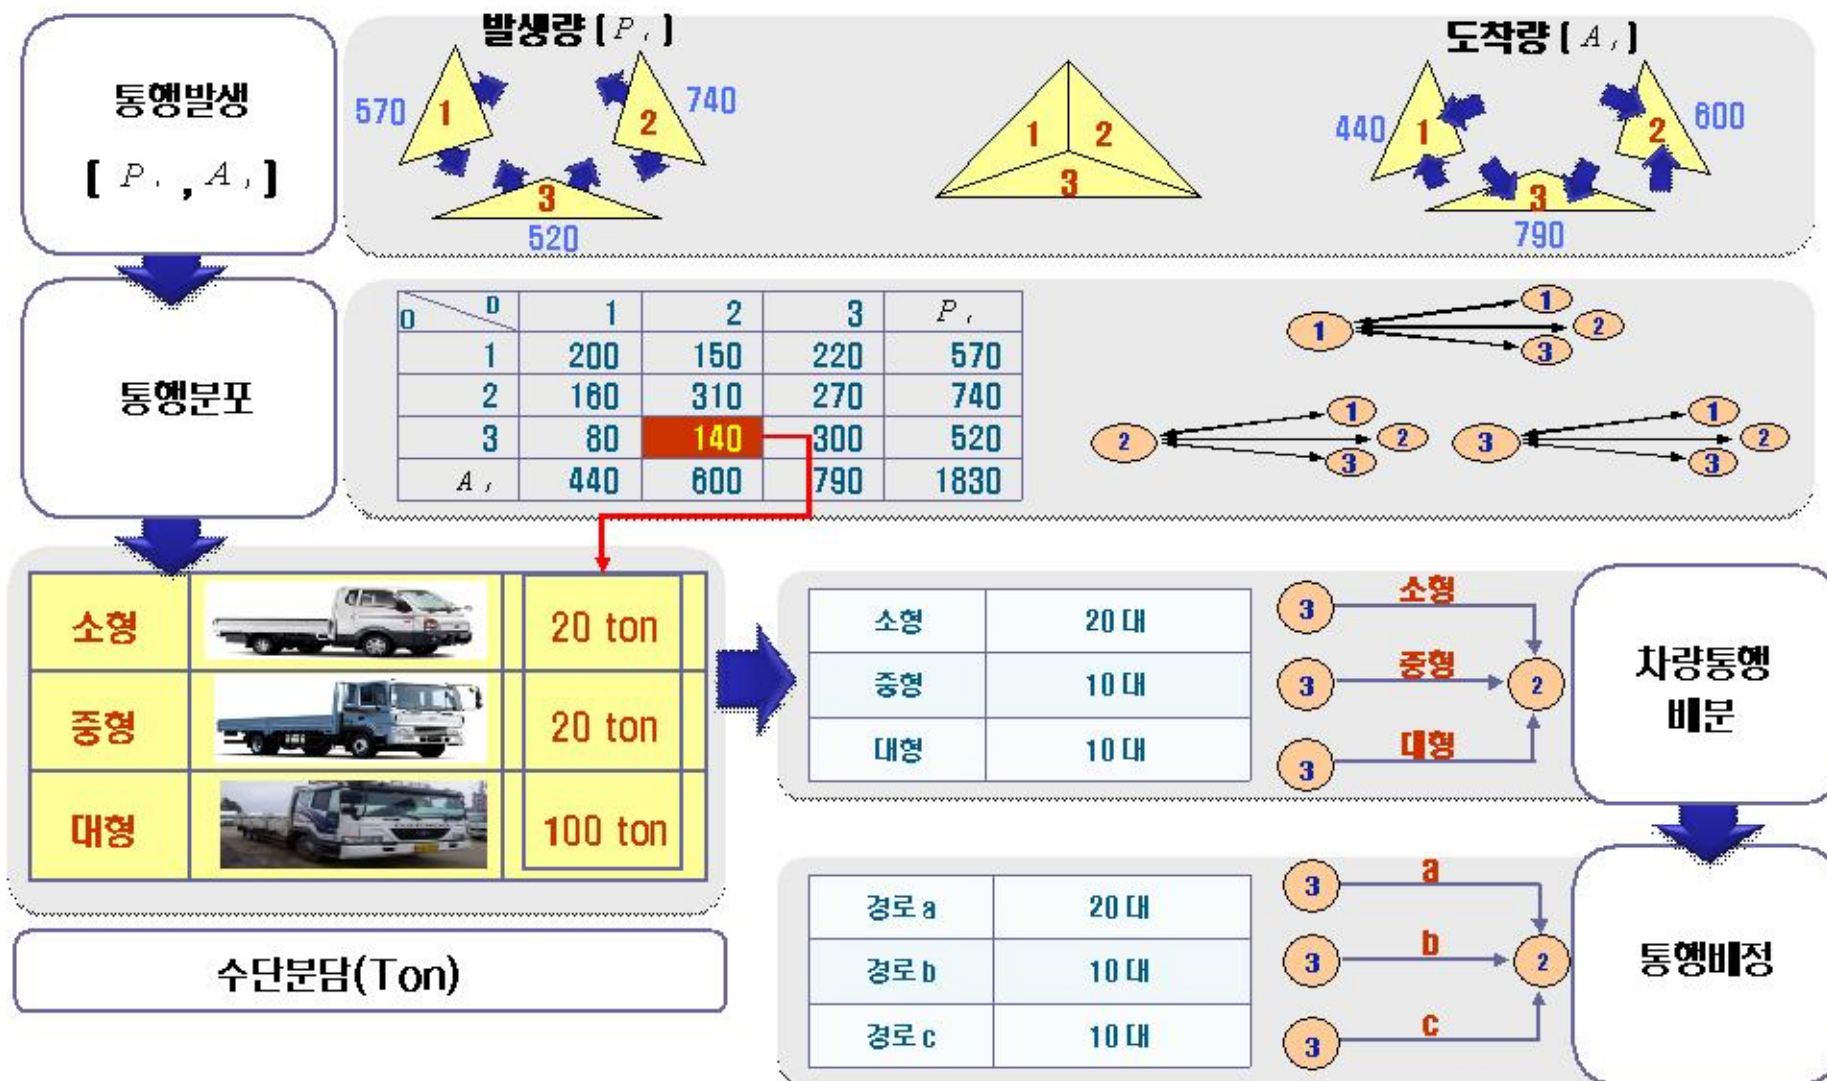 발생량 [ P i ]
도착량 [ A j ]
통행발생
[ P i , A j ]
570
1
2
740
3
520
1
2
3
440
1
2
600
3
790
통행분포
O D 1 2 3 P i
1 200 150 220 570
2 160 310 270 740
3 80 140 300 520
A j 440 600 790 1830
1
1
2
3
2
1
2
3
3
1
2
3
소형 20 ton
중형 20 ton
대형 100 ton
수단분담(Ton)
소형 20 대
중형 10 대
대형 10 대
3 소형
3 중형 2
3 대형
차량통행
배분
경로 a 20 대
경로 b 10 대
경로 c 10 대
3 a
3 b 2
3 c
통행배정